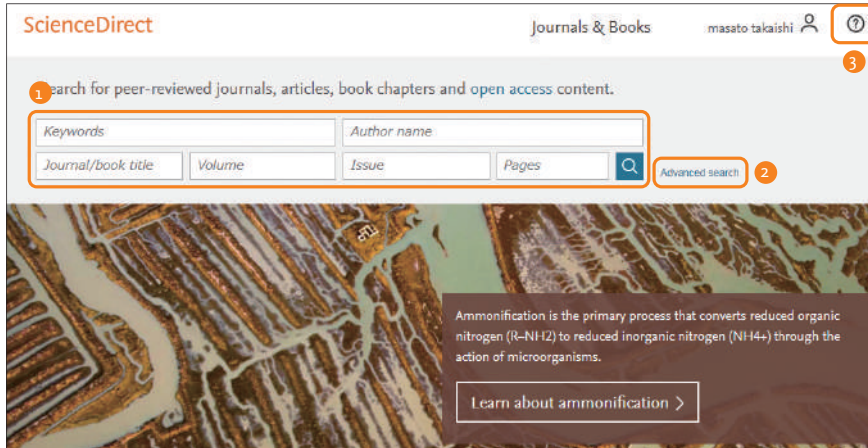 ScienceDirect
Journals & Books
masato takaishi
3
1
Search for peer-reviewed journals, articles, book chapters and open access content.
Keywords
Author name
Journal/book title
Volume
Issue
Pages
Advanced search
2
Ammonification is the primary process that converts reduced organic
nitrogen (R–NH2) to reduced inorganic nitrogen (NH4+) through the
action of microorganisms.
Learn about ammonification >